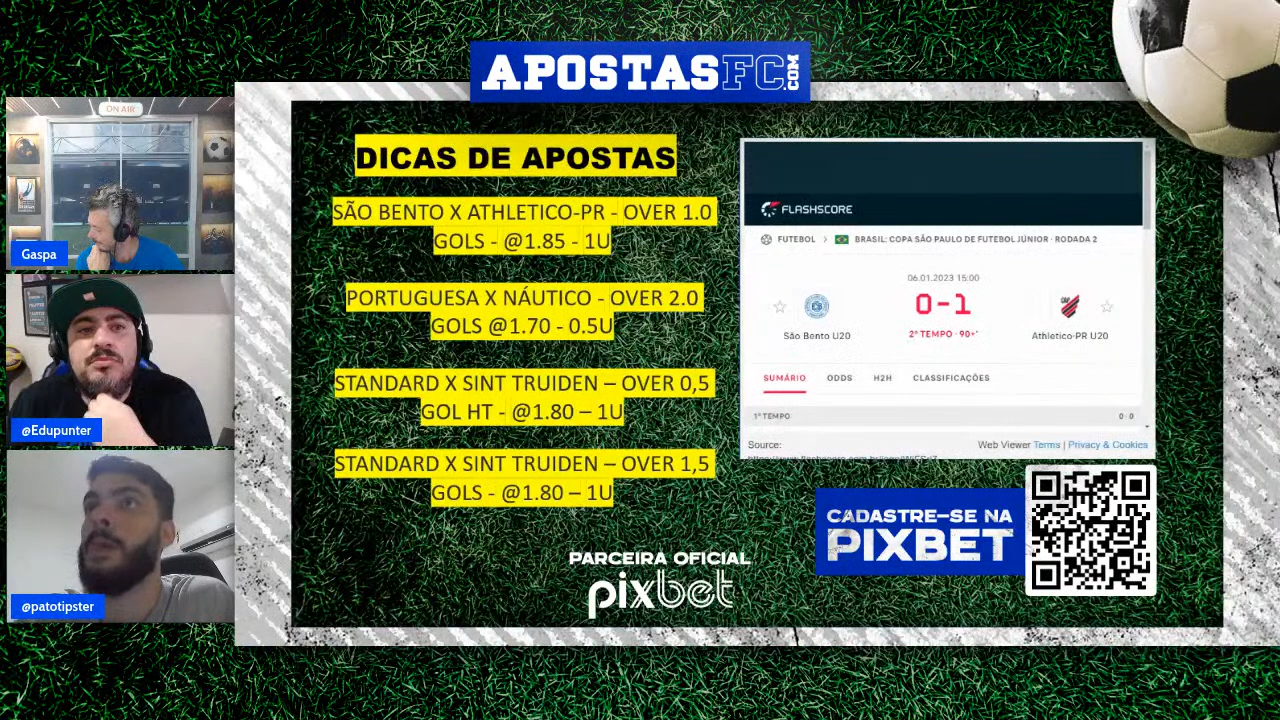 APOSTASFC.COM
ON AIR
Gaspa
@Edupunter
@patotipster
DICAS DE APOSTAS
SÃO BENTO X ATHLETICO-PR - OVER 1.0
GOLS - @1.85 - 1U
PORTUGUESA X NÁUTICO - OVER 2.0
GOLS @1.70 - 0.5U
STANDARD X SINT TRUIDEN – OVER 0,5
GOL HT - @1.80 – 1U
STANDARD X SINT TRUIDEN – OVER 1,5
GOLS - @1.80 – 1U
PARCEIRA OFICIAL
pixbet
FLASHSCORE
FUTEBOL > BRASIL: COPA SÃO PAULO DE FUTEBOL JÚNIOR - RODADA 2
06.01.2023 15:00
0-1
São Bento U20
2º TEMPO - 90+'
Athletico-PR U20
SUMÁRIO ODDS H2H CLASSIFICAÇÕES
1º TEMPO 0 - 0
Source: Web Viewer Terms | Privacy & Cookies
CADASTRE-SE NA
PIXBET